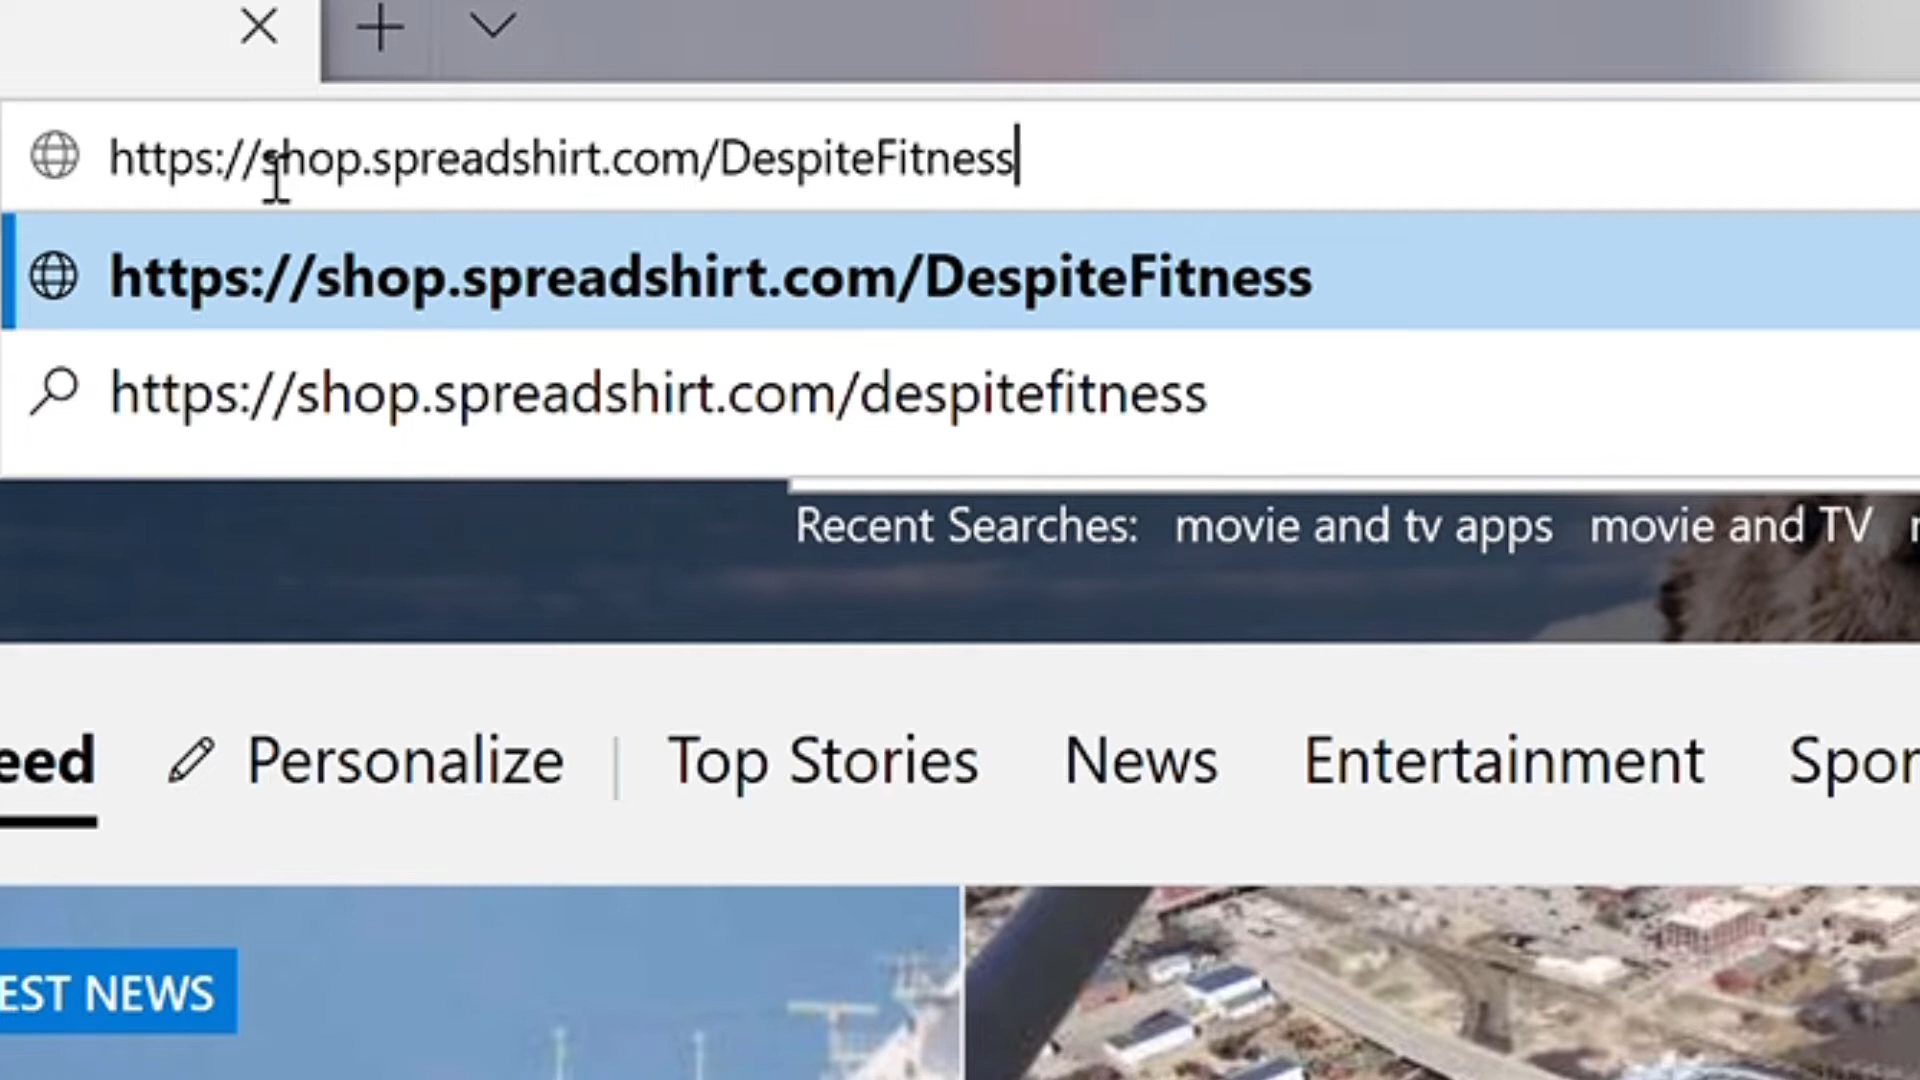 https://shop.spreadshirt.com/DespiteFitness
https://shop.spreadshirt.com/DespiteFitness
https://shop.spreadshirt.com/despitefitness
Recent Searches: movie and tv apps movie and TV
eed Personalize | Top Stories News Entertainment Spor
EST NEWS